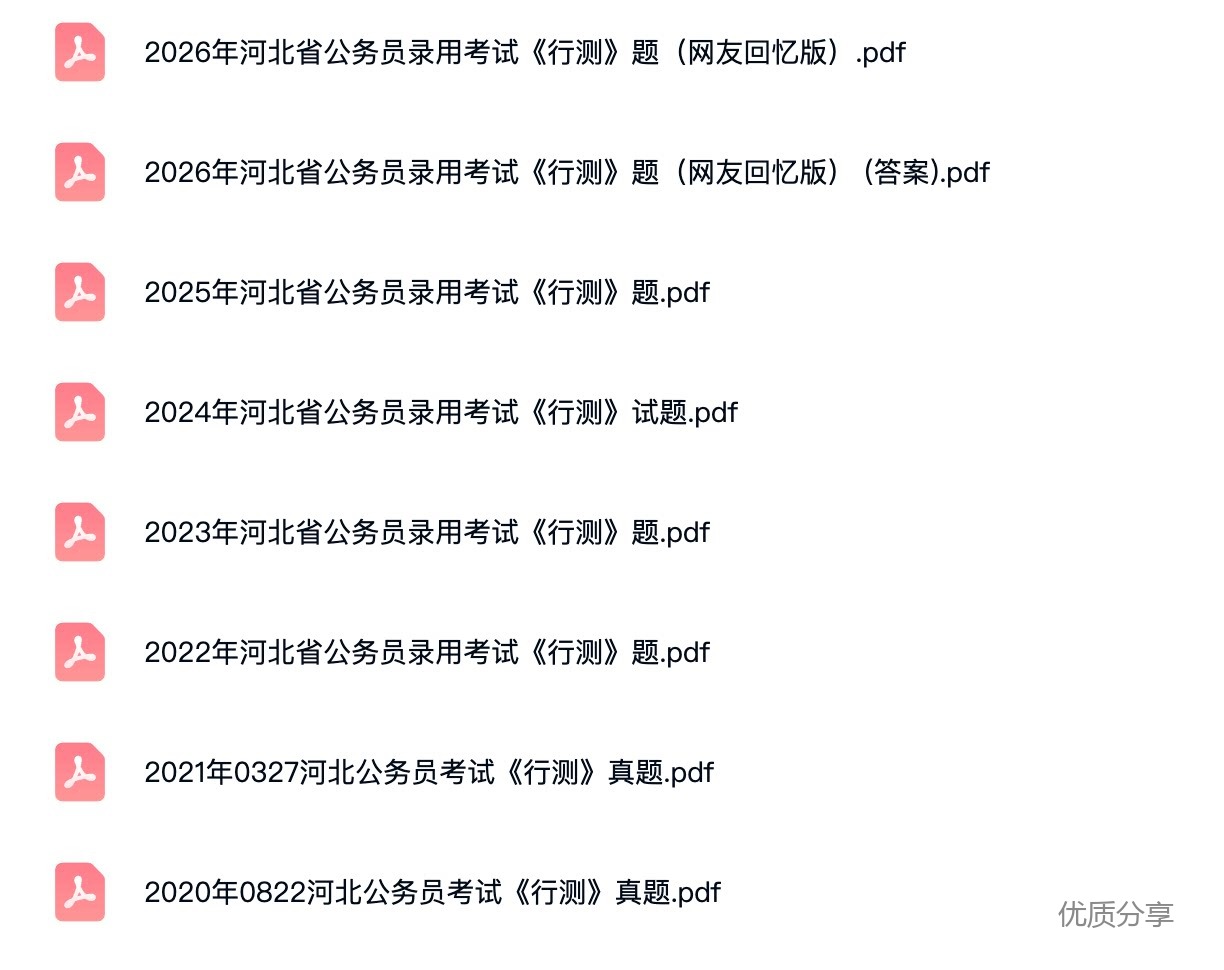 2026年河北省公务员录用考试《行测》题（网友回忆版）.pdf
2026年河北省公务员录用考试《行测》题（网友回忆版）(答案).pdf
2025年河北省公务员录用考试《行测》题.pdf
2024年河北省公务员录用考试《行测》试题.pdf
2023年河北省公务员录用考试《行测》题.pdf
2022年河北省公务员录用考试《行测》题.pdf
2021年0327河北公务员考试《行测》真题.pdf
2020年0822河北公务员考试《行测》真题.pdf
优质分享